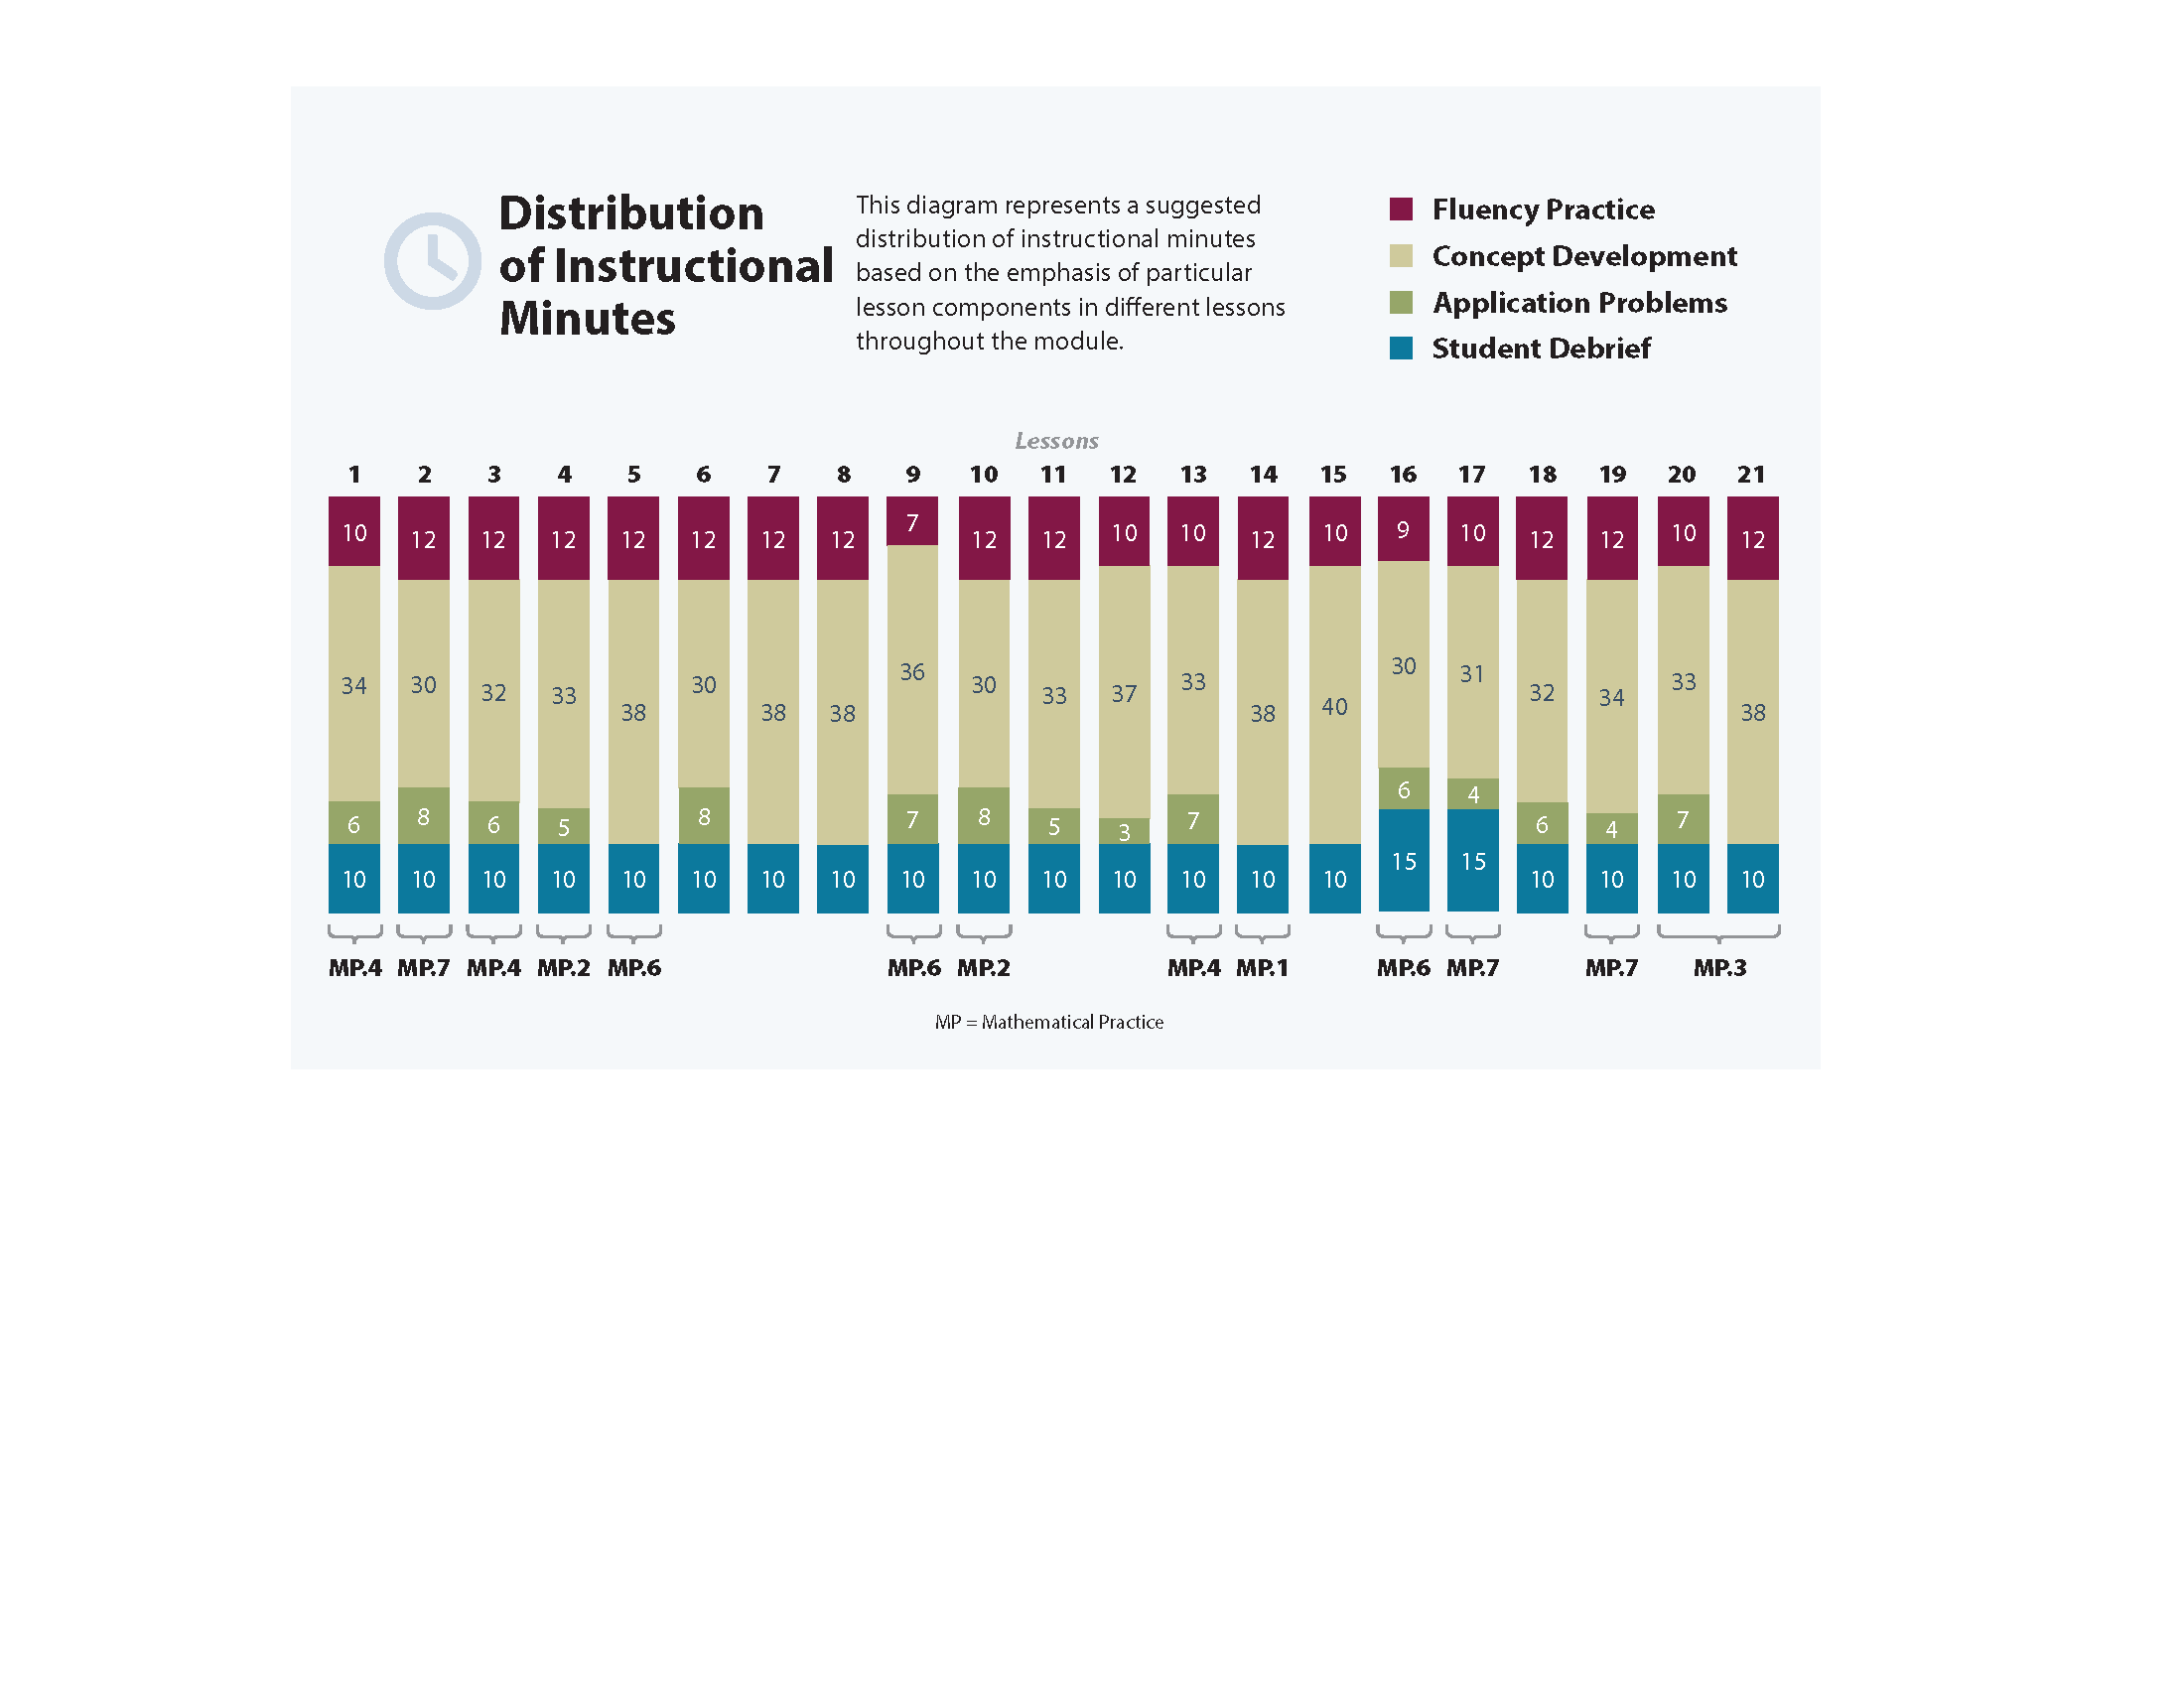 Distribution
of Instructional
Minutes
This diagram represents a suggested
distribution of instructional minutes
based on the emphasis of particular
lesson components in different lessons
throughout the module.
Fluency Practice
Concept Development
Application Problems
Student Debrief
Lessons
1 2 3 4 5 6 7 8 9 10 11 12 13 14 15 16 17 18 19 20 21
10 12 12 12 12 12 12 12 7 12 12 10 10 12 10 9 10 12 12 10 12
34 30 32 33 38 30 38 38 36 30 33 37 33 38 40 30 31 32 34 33 38
6 8 6 5 8 7 8 5 3 7 6 4 6 4 7
10 10 10 10 10 10 10 10 10 10 10 10 10 10 10 15 15 10 10 10 10
MP.4 MP.7 MP.4 MP.2 MP.6 MP.6 MP.2 MP.4 MP.1 MP.6 MP.7 MP.7 MP.3
MP = Mathematical Practice